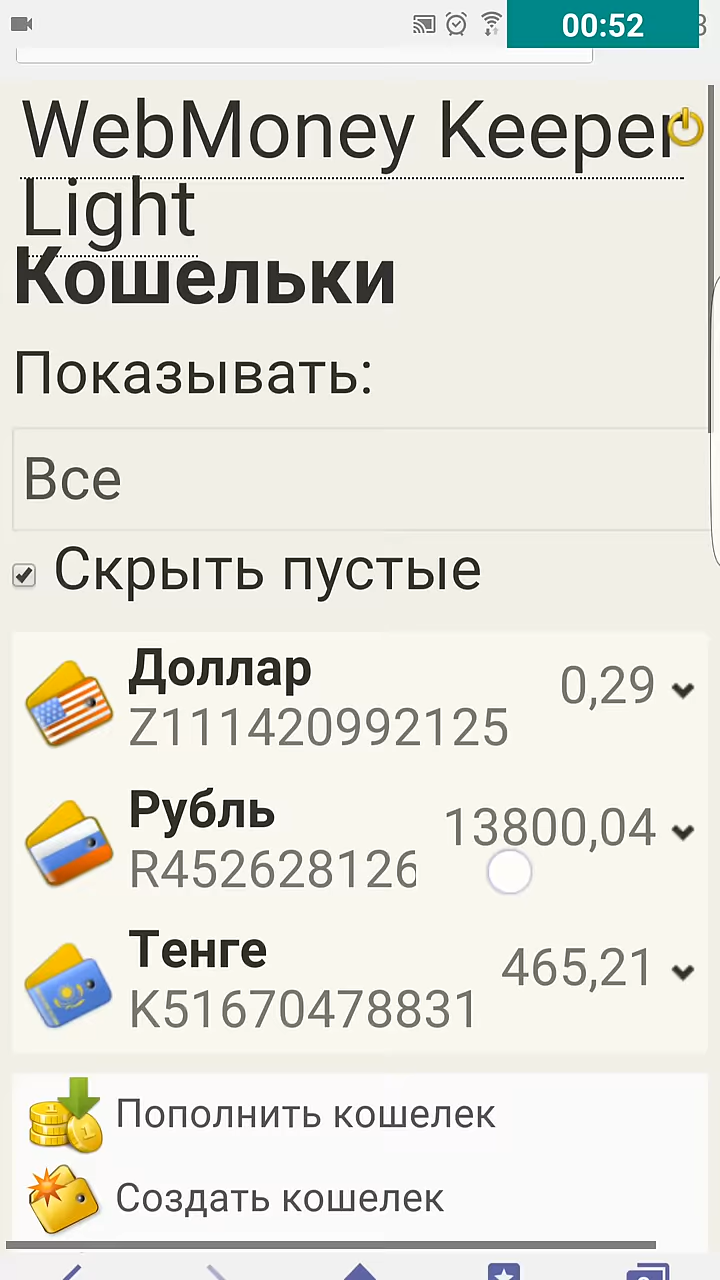 00:52
WebMoney Keeper
Light
Кошельки
Показывать:
Все
Скрыть пустые
Доллар
0,29
Z111420992125
Рубль
13800,04
R452628126
Тенге
465,21
K51670478831
Пополнить кошелек
Создать кошелек